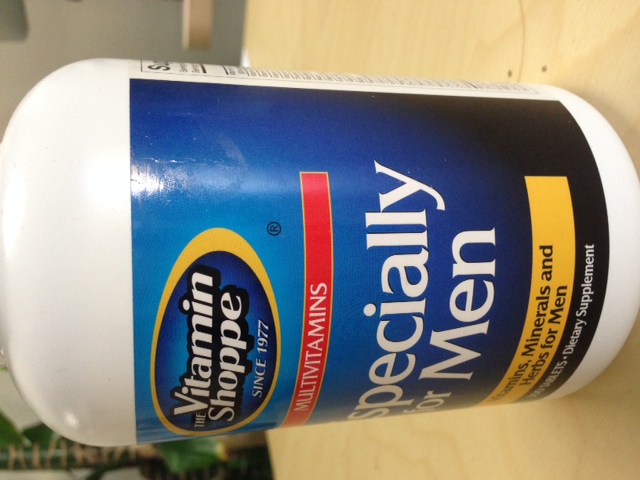 THE Vitamin
Shoppe
SINCE 1977
®
MULTIVITAMINS
specially
for Men
Vitamins, Minerals and
Herbs for Men
TABLETS • Dietary Supplement